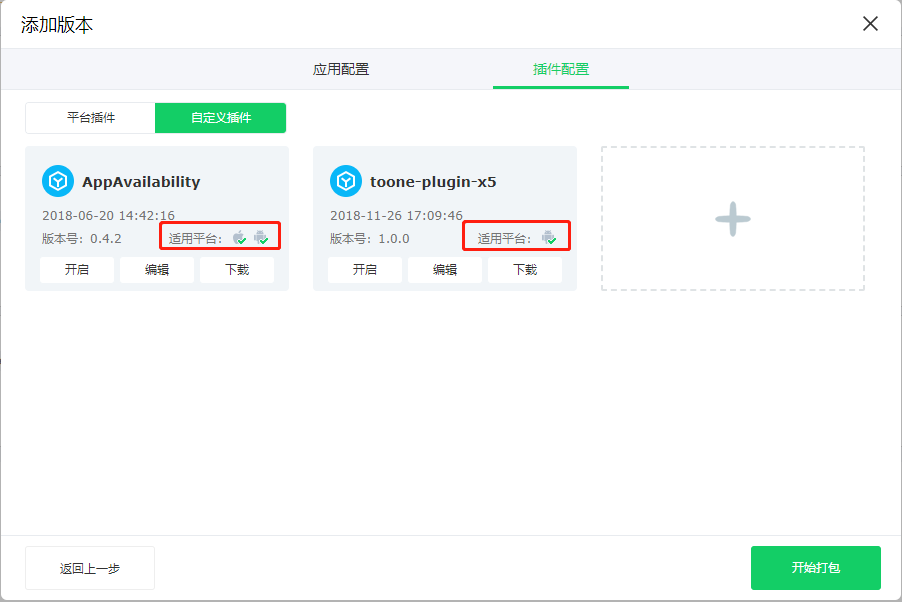 添加版本
应用配置 插件配置
平台插件 自定义插件
AppAvailability
2018-06-20 14:42:16
版本号: 0.4.2 适用平台:
开启 编辑 下载
toone-plugin-x5
2018-11-26 17:09:46
版本号: 1.0.0 适用平台:
开启 编辑 下载
返回上一步 开始打包